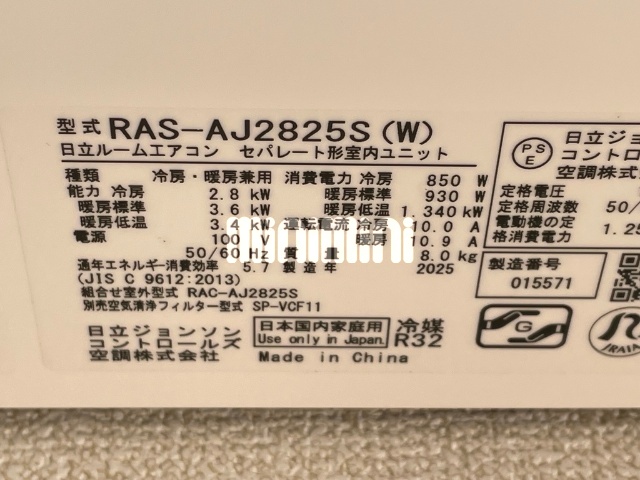 型式 RAS-AJ2825S (W)
日立ルームエアコン セパレート形室内ユニット
種類 冷房・暖房兼用 消費電力 冷房 850 W
能力 冷房 2.8 kW 暖房標準 930 W
暖房標準 3.6 kW 暖房低温 1,340 kW
暖房低温 3.4 kW 運転電流 冷房 10.0 A
電源 100 V 暖房 10.9 A
50/60 Hz 質量 8.0 kg
通年エネルギー消費効率 5.7 製造年 2025
(JIS C 9612:2013)
組合せ室外型式 RAC-AJ2825S
別売空気清浄フィルター型式 SP-VCF11
日立ジョンソン
コントロールズ
空調株式会社
日本国内家庭用
Use only in Japan.
冷媒
R32
Made in China
PS
E
日立ジョ
コントロー
空調株式
定格電圧
定格周波数 50/
電動機の定
格消費電力 1.25
製造番号
015571
G
minimini